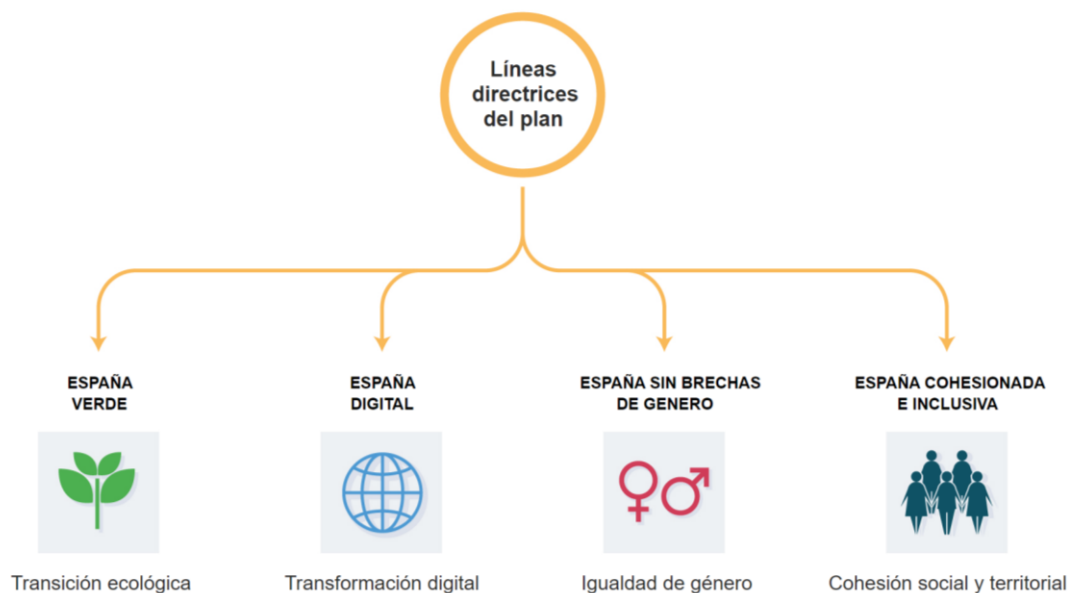 Líneas
directrices
del plan
ESPAÑA
VERDE
ESPAÑA
DIGITAL
ESPAÑA SIN BRECHAS
DE GENERO
ESPAÑA COHESIONADA
E INCLUSIVA
Transición ecológica
Transformación digital
Igualdad de género
Cohesión social y territorial